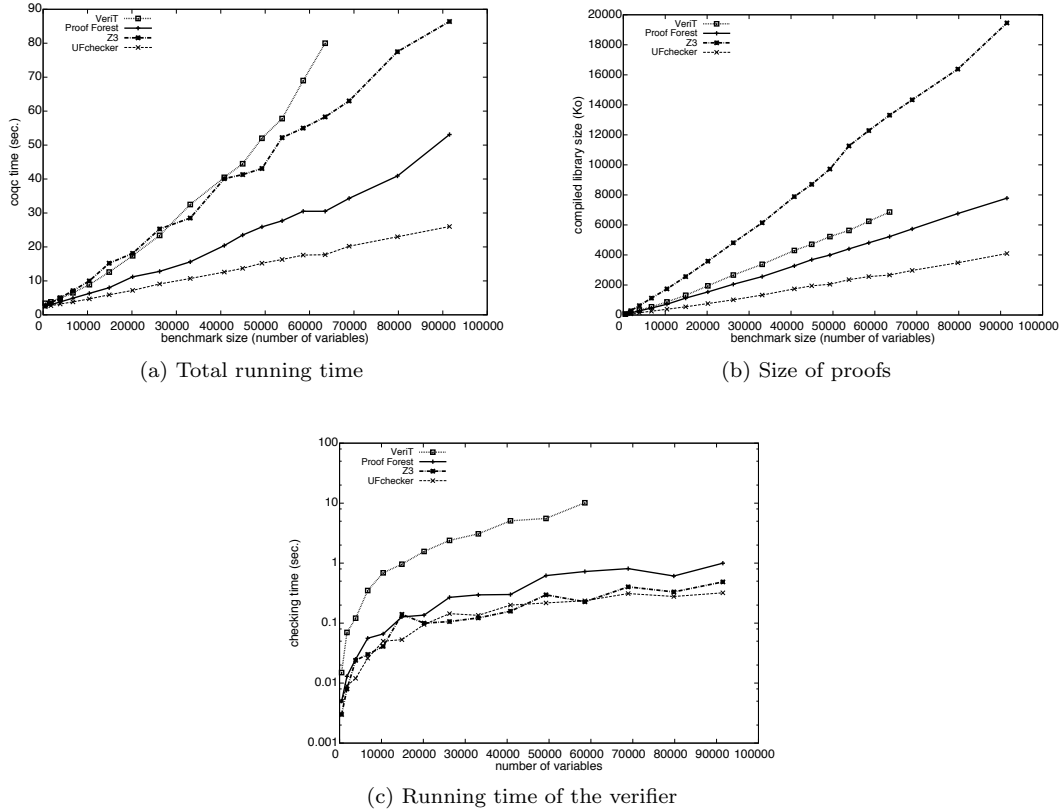 90
80
70
60
50
40
30
20
10
0
coqc time (sec.)
VeriT
Proof Forest
Z3
UFchecker
0 10000 20000 30000 40000 50000 60000 70000 80000 90000 100000
benchmark size (number of variables)
(a) Total running time
20000
18000
16000
14000
12000
10000
8000
6000
4000
2000
0
compiled library size (Ko)
VeriT
Proof Forest
Z3
UFchecker
0 10000 20000 30000 40000 50000 60000 70000 80000 90000 100000
benchmark size (number of variables)
(b) Size of proofs
100
10
1
0.1
0.01
0.001
checking time (sec.)
VeriT
Proof Forest
Z3
UFchecker
0 10000 20000 30000 40000 50000 60000 70000 80000 90000 100000
number of variables
(c) Running time of the verifier